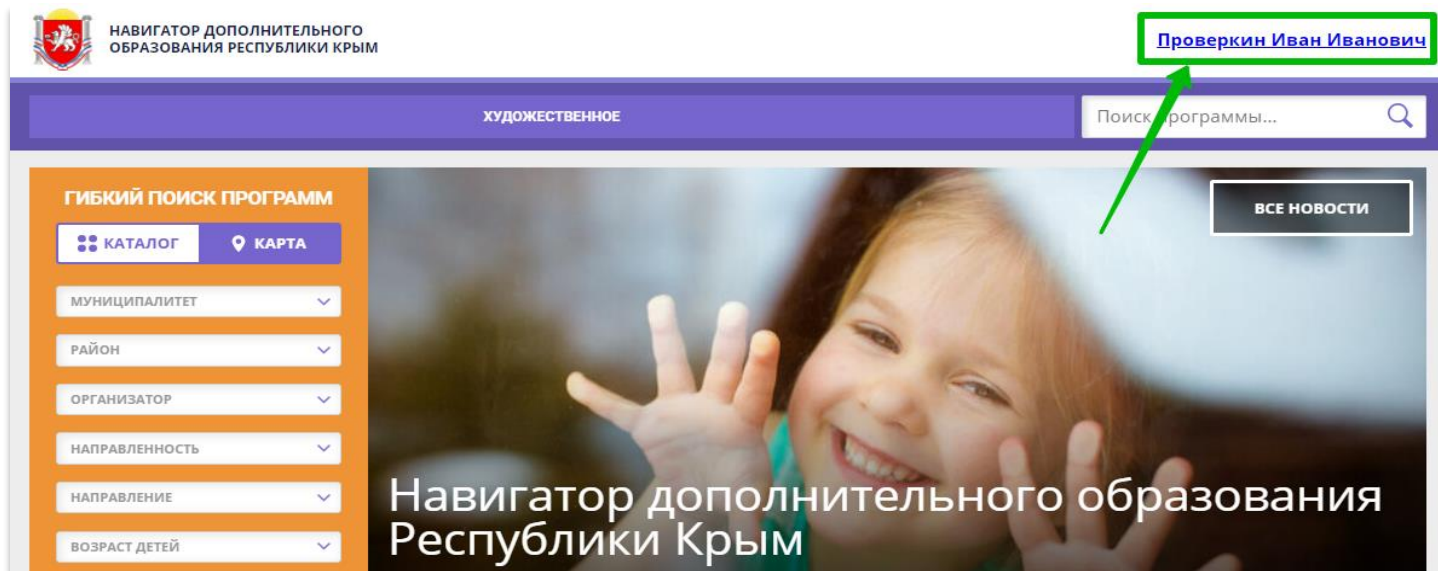 НАВИГАТОР ДОПОЛНИТЕЛЬНОГО
ОБРАЗОВАНИЯ РЕСПУБЛИКИ КРЫМ
Проверкин Иван Иванович
ХУДОЖЕСТВЕННОЕ
Поиск программы...
ГИБКИЙ ПОИСК ПРОГРАММ
КАТАЛОГ
КАРТА
МУНИЦИПАЛИТЕТ
РАЙОН
ОРГАНИЗАТОР
НАПРАВЛЕННОСТЬ
НАПРАВЛЕНИЕ
ВОЗРАСТ ДЕТЕЙ
ВСЕ НОВОСТИ
Навигатор дополнительного образования
Республики Крым